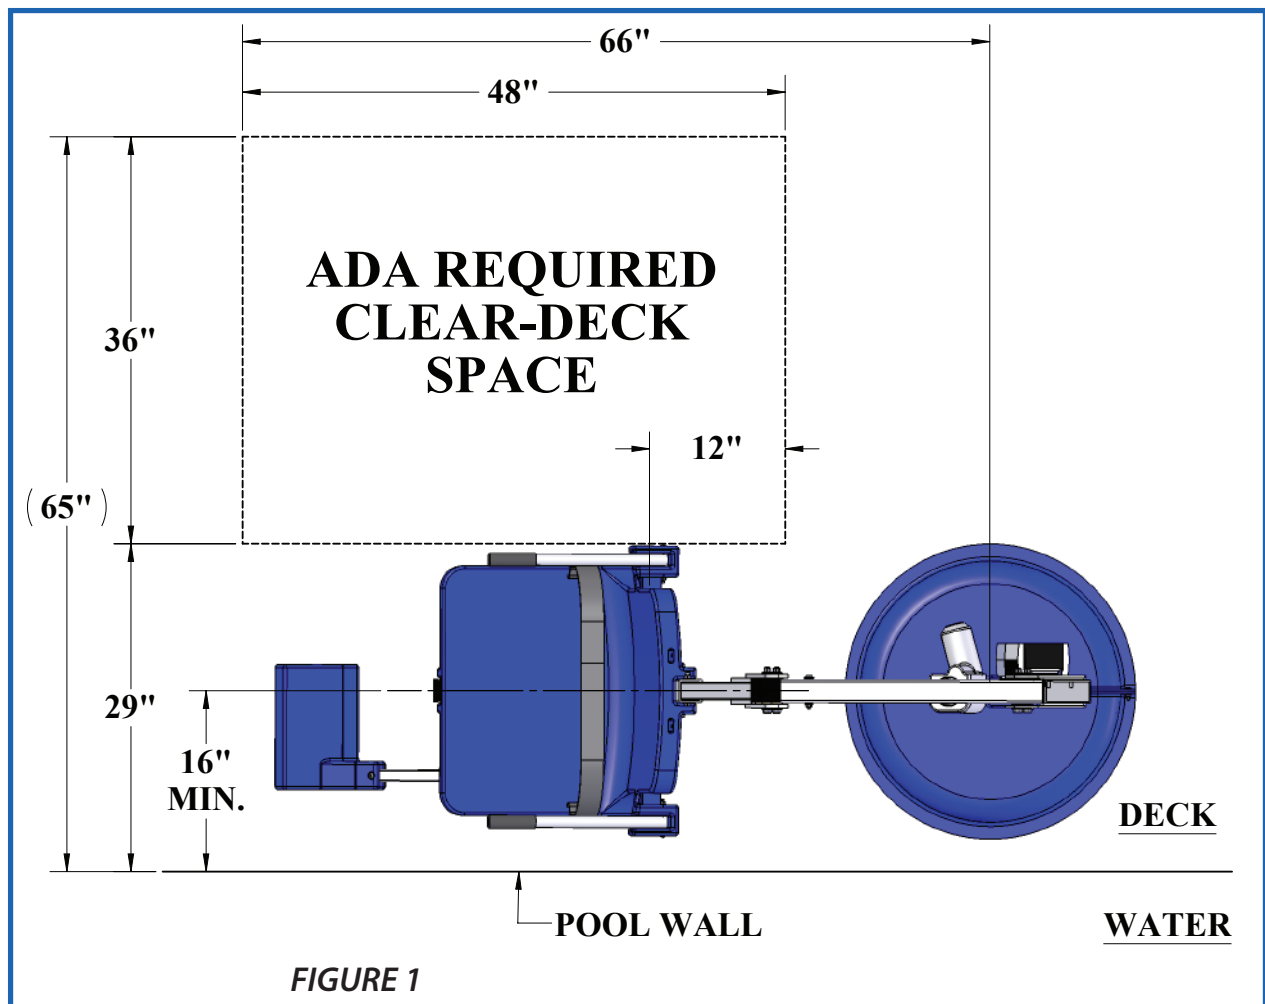 66"
48"
ADA REQUIRED
CLEAR-DECK
SPACE
36"
12"
(65")
29"
16"
MIN.
DECK
POOL WALL
WATER
FIGURE 1